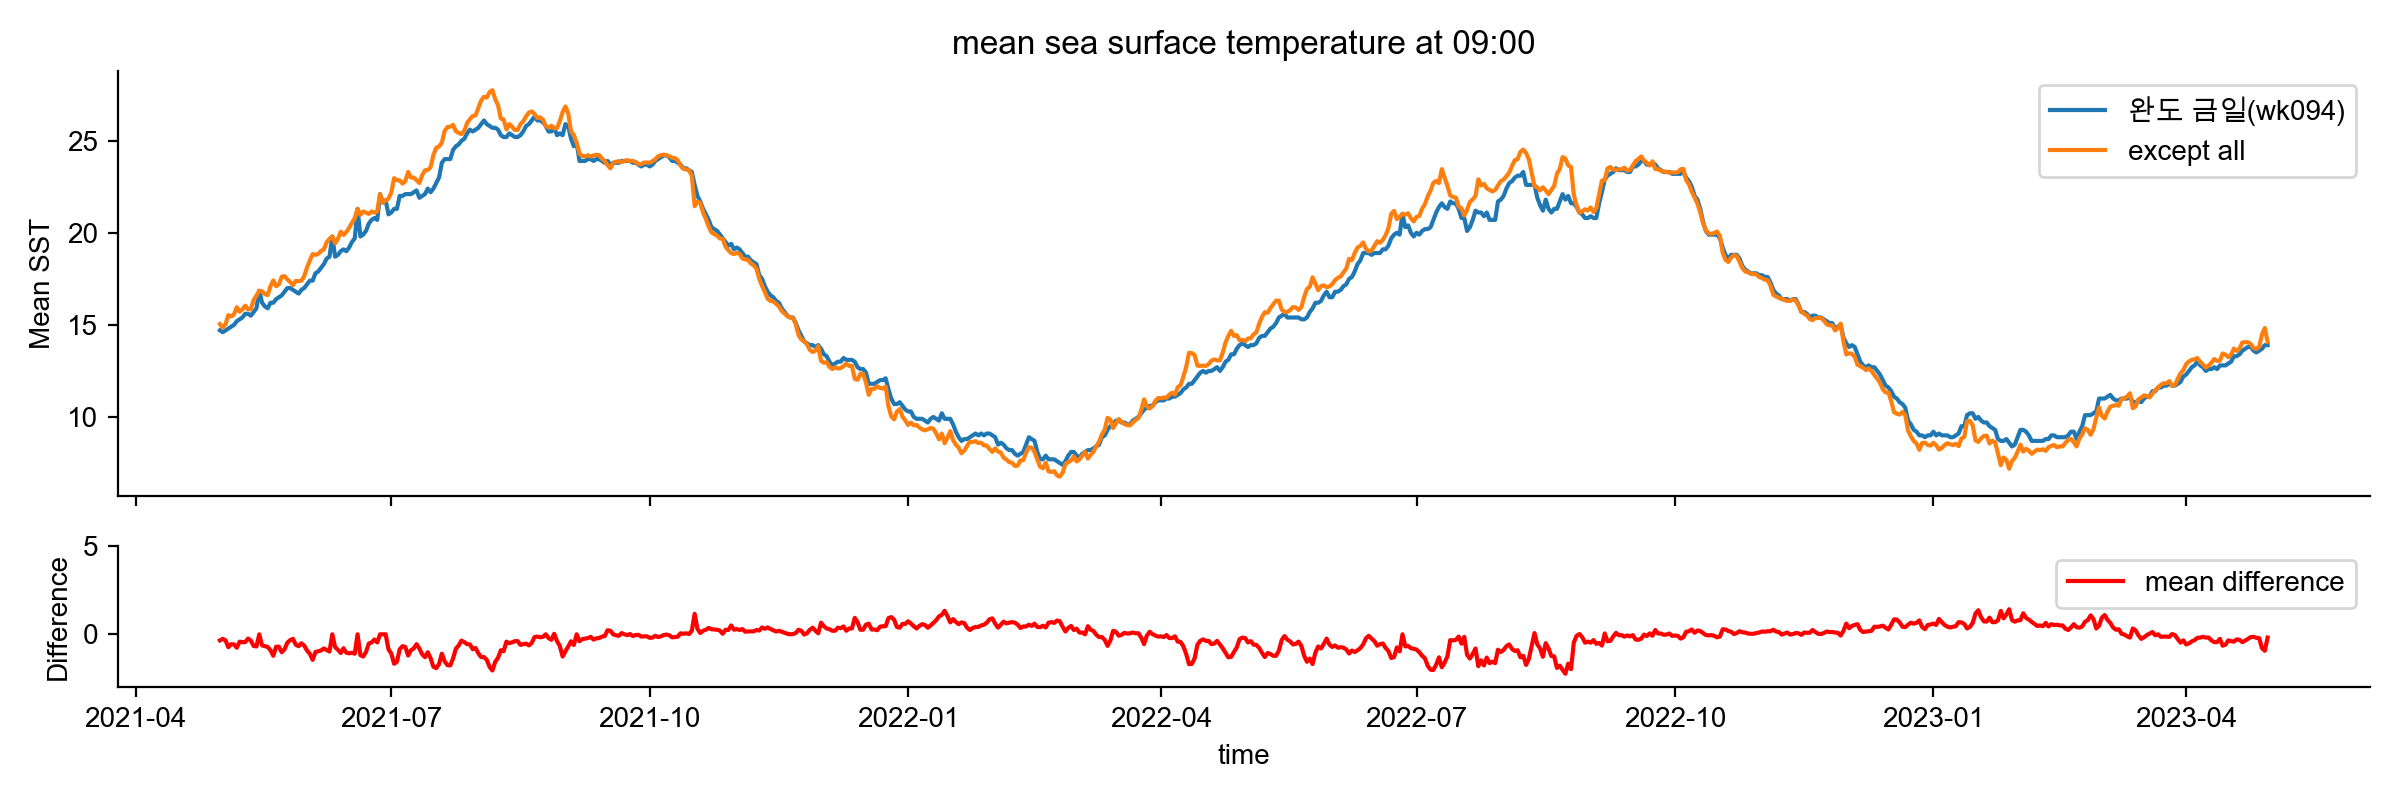 mean sea surface temperature at 09:00
완도 금일(wk094)
except all
Mean SST
25
20
15
10
mean difference
Difference
5
0
2021-04 2021-07 2021-10 2022-01 2022-04 2022-07 2022-10 2023-01 2023-04
time